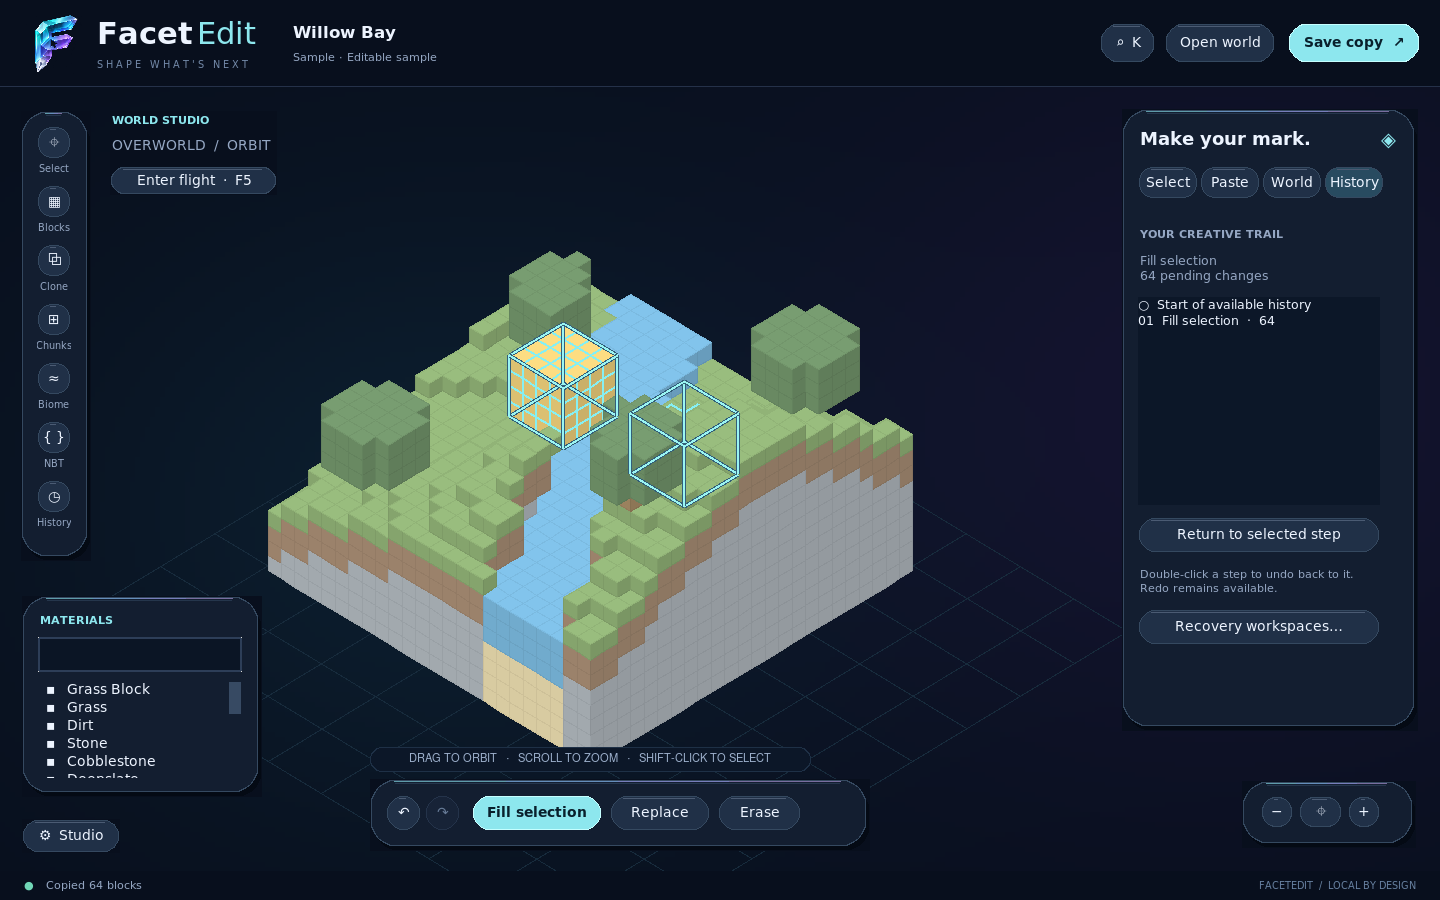 FacetEdit
SHAPE WHAT'S NEXT
Willow Bay
Sample · Editable sample
⌕ K
Open world
Save copy ↗
Select
Blocks
Clone
Chunks
Biome
{ }
NBT
History
WORLD STUDIO
OVERWORLD / ORBIT
Enter flight · F5
Make your mark.
Select
Paste
World
History
YOUR CREATIVE TRAIL
Fill selection
64 pending changes
○ Start of available history
01 Fill selection · 64
Return to selected step
Double-click a step to undo back to it.
Redo remains available.
Recovery workspaces...
MATERIALS
Grass Block
Grass
Dirt
Stone
Cobblestone
Deepslate
DRAG TO ORBIT · SCROLL TO ZOOM · SHIFT-CLICK TO SELECT
Fill selection
Replace
Erase
− 
+
Studio
Copied 64 blocks
FACETEDIT / LOCAL BY DESIGN